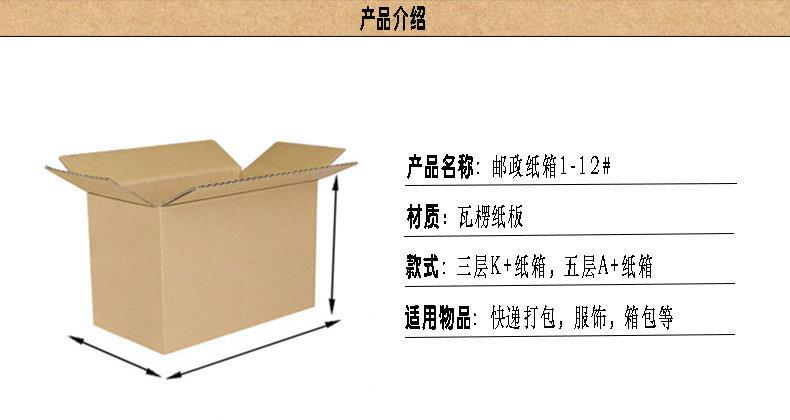 产品介绍
产品名称: 邮政纸箱1-12#
材质: 瓦楞纸板
款式: 三层K+纸箱, 五层A+纸箱
适用物品: 快递打包, 服饰, 箱包等